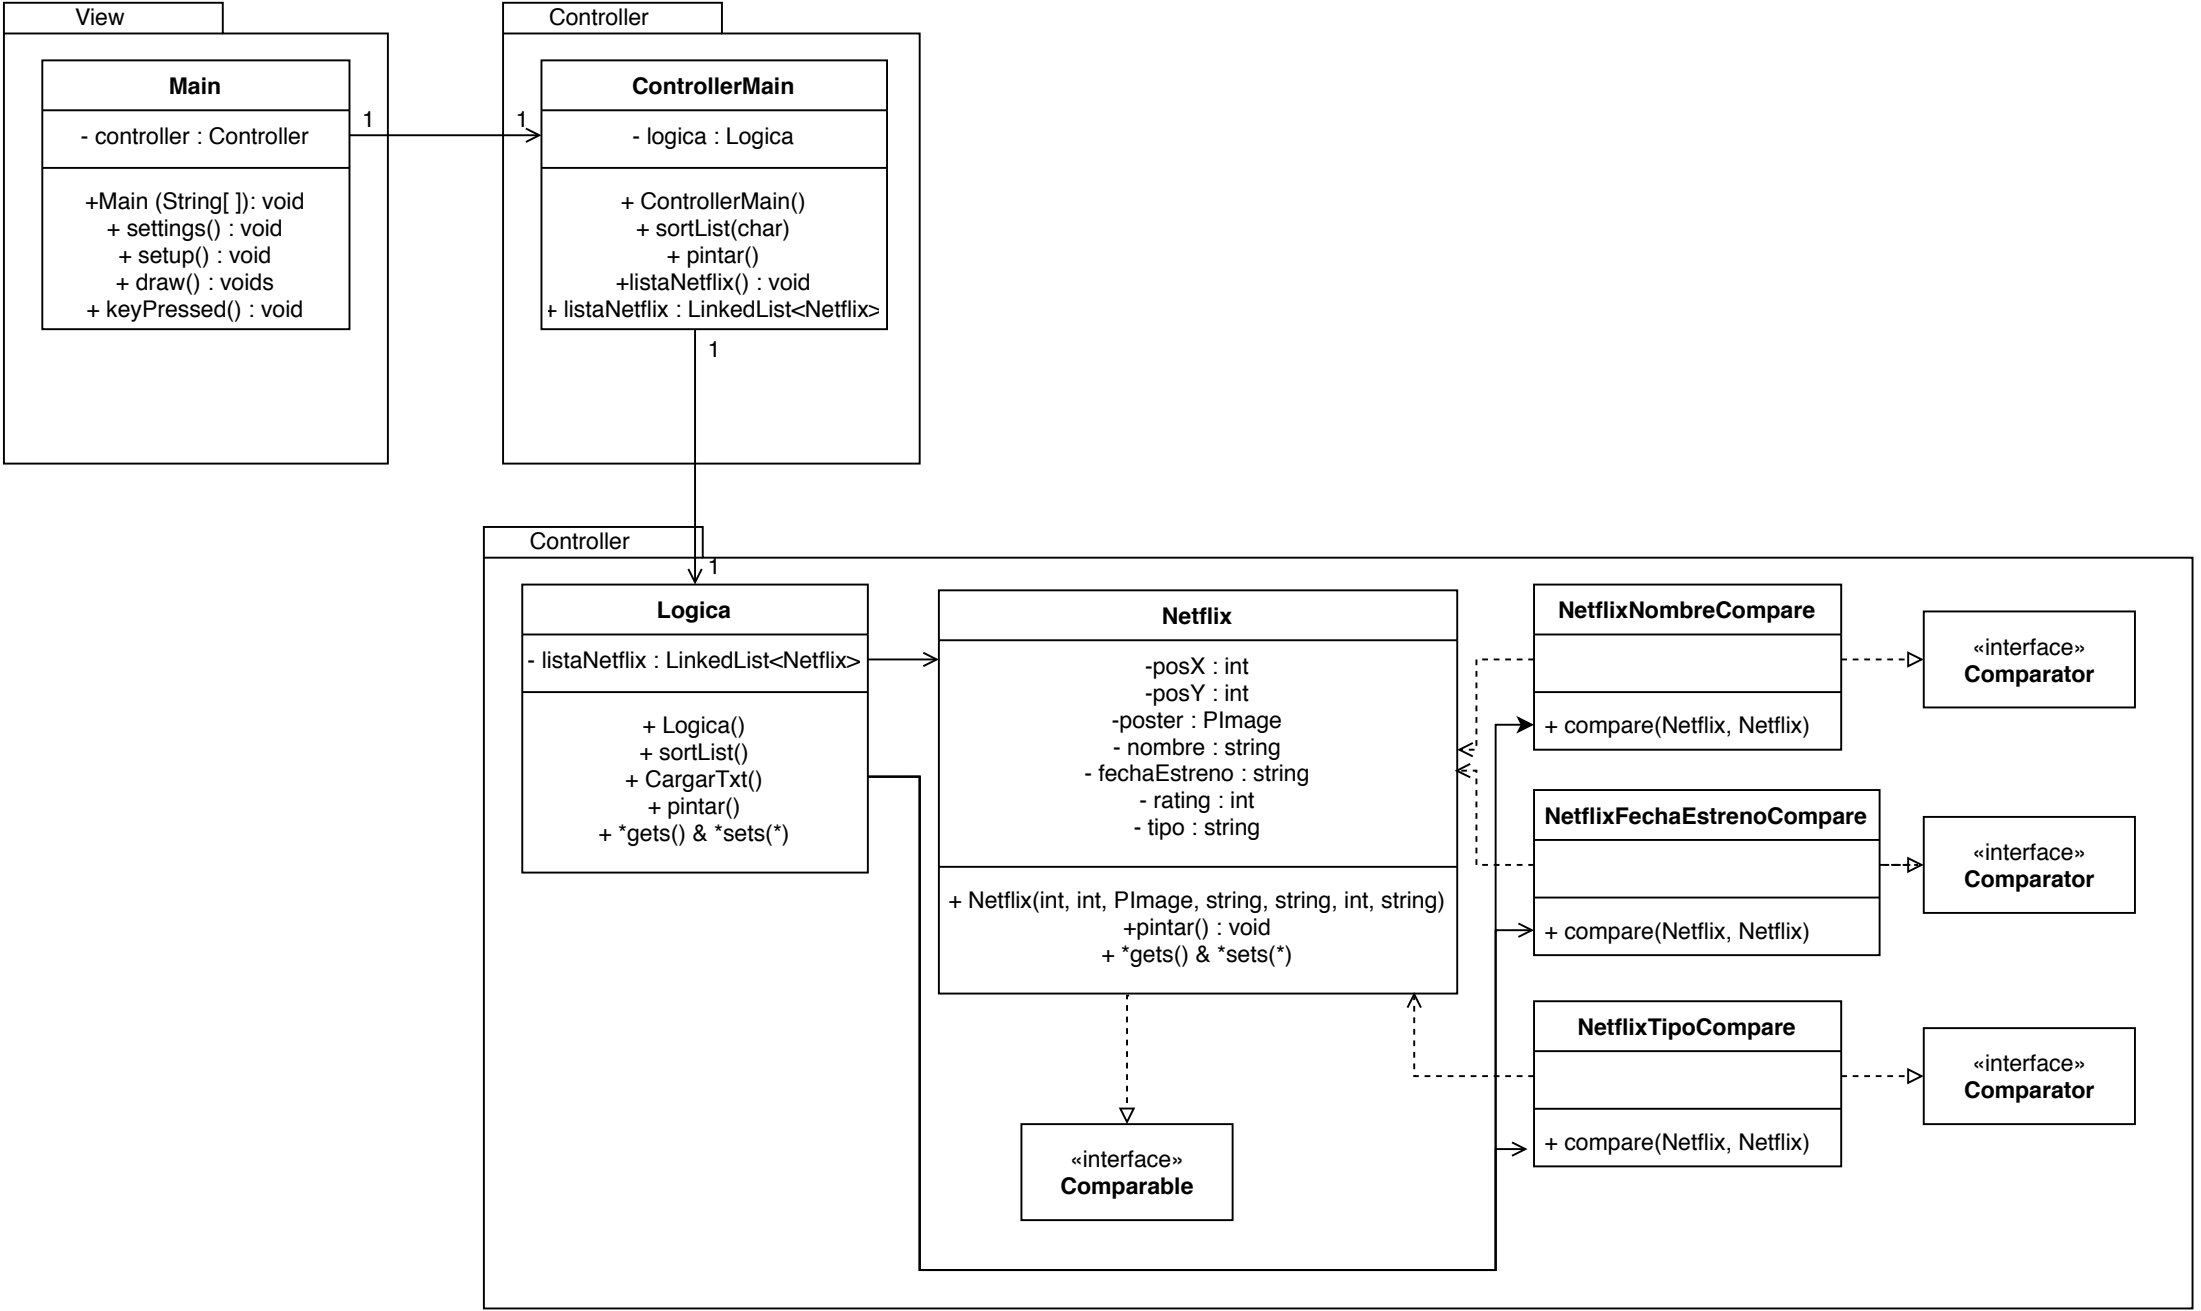 View
Main
- controller : Controller
+Main (String[ ]): void
+ settings() : void
+ setup() : void
+ draw() : voids
+ keyPressed() : void
1
1
Controller
ControllerMain
- logica : Logica
+ ControllerMain()
+ sortList(char)
+ pintar()
+listaNetflix() : void
+ listaNetflix : LinkedList<Netflix>
1
1
Controller
Logica
- listaNetflix : LinkedList<Netflix>
+ Logica()
+ sortList()
+ CargarTxt()
+ pintar()
+ *gets() & *sets(*)
Netflix
-posX : int
-posY : int
-poster : PImage
- nombre : string
- fechaEstreno : string
- rating : int
- tipo : string
+ Netflix(int, int, PImage, string, string, int, string)
+pintar() : void
+ *gets() & *sets(*)
«interface»
Comparable
NetflixNombreCompare
+ compare(Netflix, Netflix)
«interface»
Comparator
NetflixFechaEstrenoCompare
+ compare(Netflix, Netflix)
«interface»
Comparator
NetflixTipoCompare
+ compare(Netflix, Netflix)
«interface»
Comparator